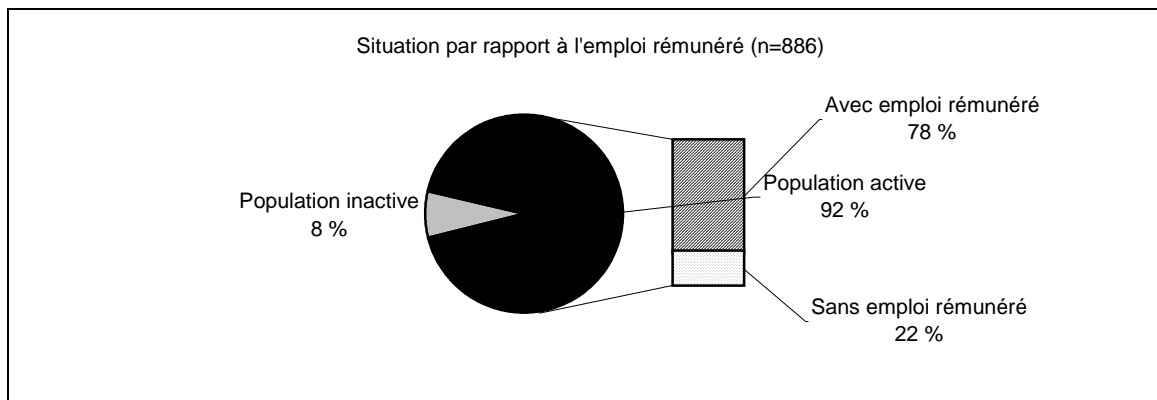 Situation par rapport à l'emploi rémunéré (n=886)
Avec emploi rémunéré
78 %
Population active
92 %
Population inactive
8 %
Sans emploi rémunéré
22 %